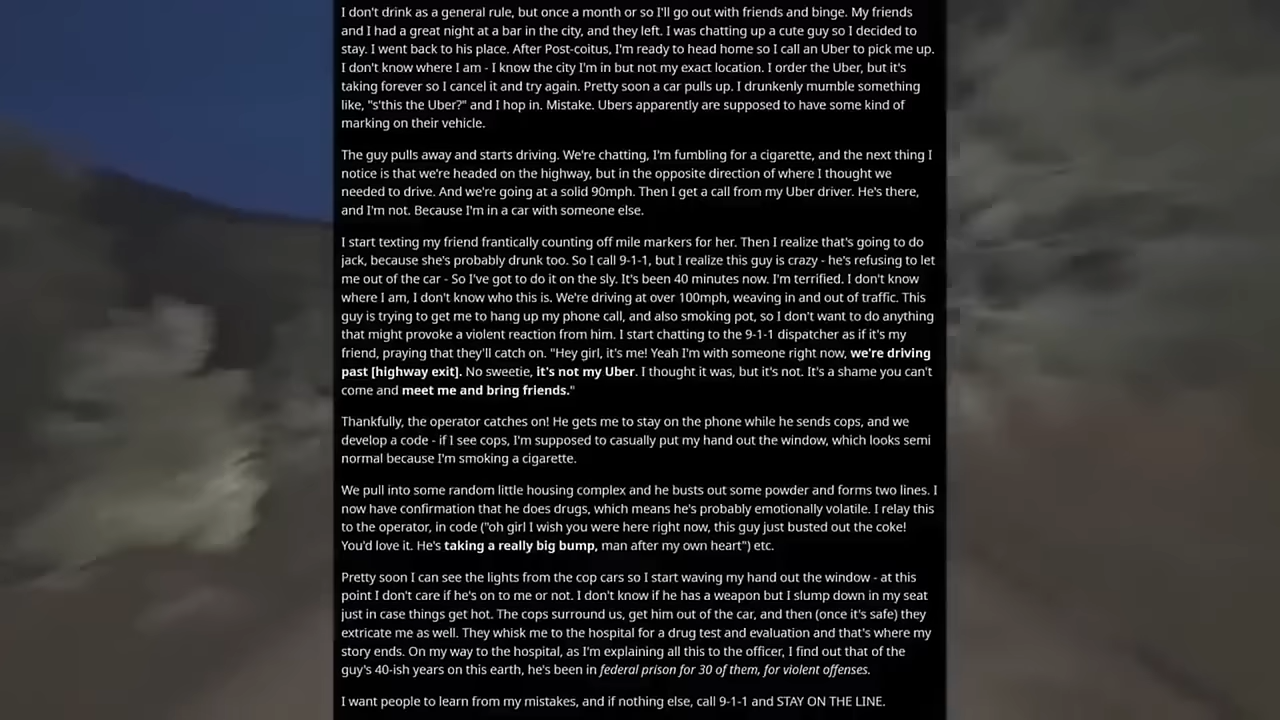 I don't drink as a general rule, but once a month or so I'll go out with friends and binge. My friends
and I had a great night at a bar in the city, and they left. I was chatting up a cute guy so I decided to
stay. I went back to his place. After Post-coitus, I'm ready to head home so I call an Uber to pick me up.
I don't know where I am - I know the city I'm in but not my exact location. I order the Uber, but it's
taking forever so I cancel it and try again. Pretty soon a car pulls up. I drunkenly mumble something
like, "s'this the Uber?" and I hop in. Mistake. Ubers apparently are supposed to have some kind of
marking on their vehicle.
The guy pulls away and starts driving. We're chatting, I'm fumbling for a cigarette, and the next thing I
notice is that we're headed on the highway, but in the opposite direction of where I thought we
needed to drive. And we're going at a solid 90mph. Then I get a call from my Uber driver. He's there,
and I'm not. Because I'm in a car with someone else.
I start texting my friend frantically counting off mile markers for her. Then I realize that's going to do
jack, because she's probably drunk too. So I call 9-1-1, but I realize this guy is crazy - he's refusing to let
me out of the car - So I've got to do it on the sly. It's been 40 minutes now. I'm terrified. I don't know
where I am, I don't know who this is. We're driving at over 100mph, weaving in and out of traffic. This
guy is trying to get me to hang up my phone call, and also smoking pot, so I don't want to do anything
that might provoke a violent reaction from him. I start chatting to the 9-1-1 dispatcher as if it's my
friend, praying that they'll catch on. "Hey girl, it's me! Yeah I'm with someone right now, we're driving
past [highway exit]. No sweetie, it's not my Uber. I thought it was, but it's not. It's a shame you can't
come and meet me and bring friends."
Thankfully, the operator catches on! He gets me to stay on the phone while he sends cops, and we
develop a code - if I see cops, I'm supposed to casually put my hand out the window, which looks semi
normal because I'm smoking a cigarette.
We pull into some random little housing complex and he busts out some powder and forms two lines. I
now have confirmation that he does drugs, which means he's probably emotionally volatile. I relay this
to the operator, in code ("oh girl I wish you were here right now, this guy just busted out the coke!
You'd love it. He's taking a really big bump, man after my own heart") etc.
Pretty soon I can see the lights from the cop cars so I start waving my hand out the window - at this
point I don't care if he's on to me or not. I don't know if he has a weapon but I slump down in my seat
just in case things get hot. The cops surround us, get him out of the car, and then (once it's safe) they
extricate me as well. They whisk me to the hospital for a drug test and evaluation and that's where my
story ends. On my way to the hospital, as I'm explaining all this to the officer, I find out that of the
guy's 40-ish years on this earth, he's been in federal prison for 30 of them, for violent offenses.
I want people to learn from my mistakes, and if nothing else, call 9-1-1 and STAY ON THE LINE.